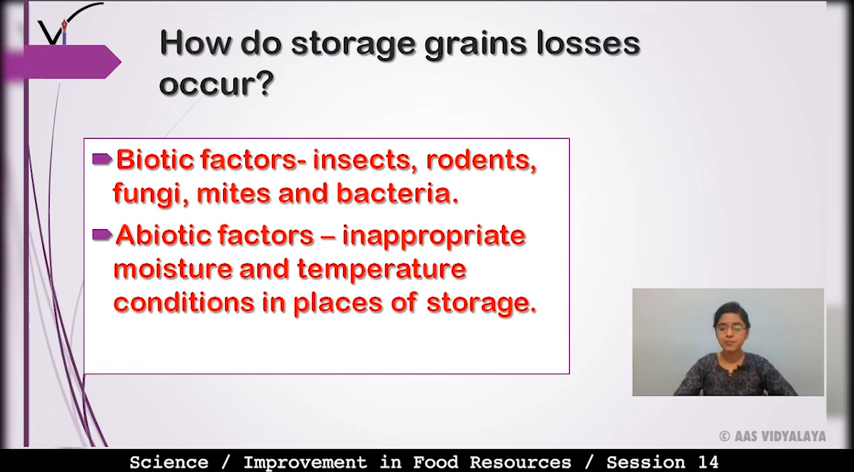 Vi
How do storage grains losses
occur?
Biotic factors- insects, rodents,
fungi, mites and bacteria.
Abiotic factors – inappropriate
moisture and temperature
conditions in places of storage.
© AAS VIDYALAYA
Science / Improvement in Food Resources / Session 14